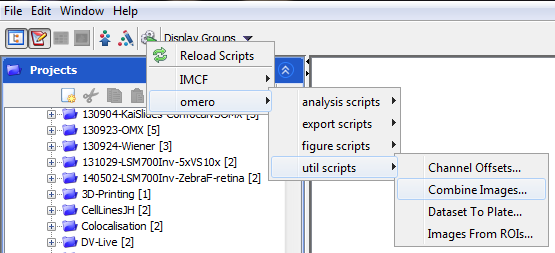 File Edit Window Help
Display Groups
Reload Scripts
Projects
IMCF
omero
130904-KaiSlides-ConfocalVSOMX [5]
130923-OMX [5]
130924-Wiener [3]
131029-LSM700Inv-5xVS10x [2]
140502-LSM700Inv-ZebraF-retina [2]
3D-Printing [1]
CellLinesJH [2]
Colocalisation [2]
DV-Live [2]
analysis scripts
export scripts
figure scripts
util scripts
Channel Offsets...
Combine Images...
Dataset To Plate...
Images From ROIs...